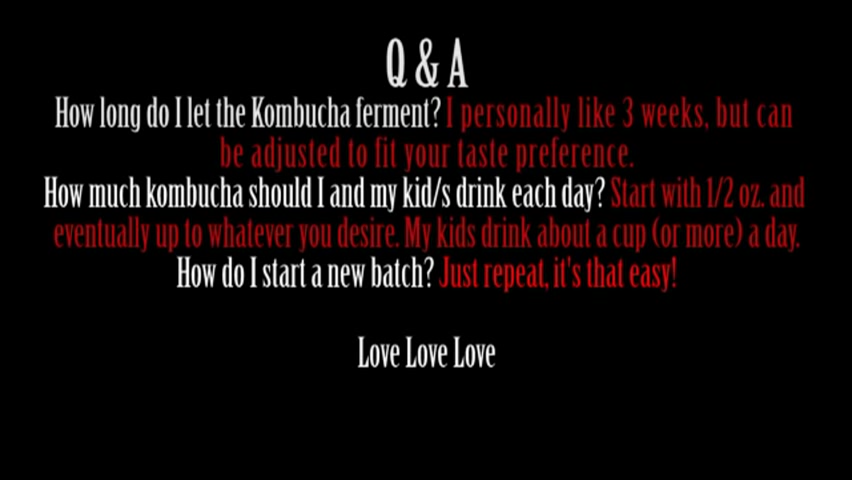 Q & A
How long do I let the Kombucha ferment? I personally like 3 weeks, but can
be adjusted to fit your taste preference.
How much kombucha should I and my kid/s drink each day? Start with 1/2 oz. and
eventually up to whatever you desire. My kids drink about a cup (or more) a day.
How do I start a new batch? Just repeat, it's that easy!
Love Love Love